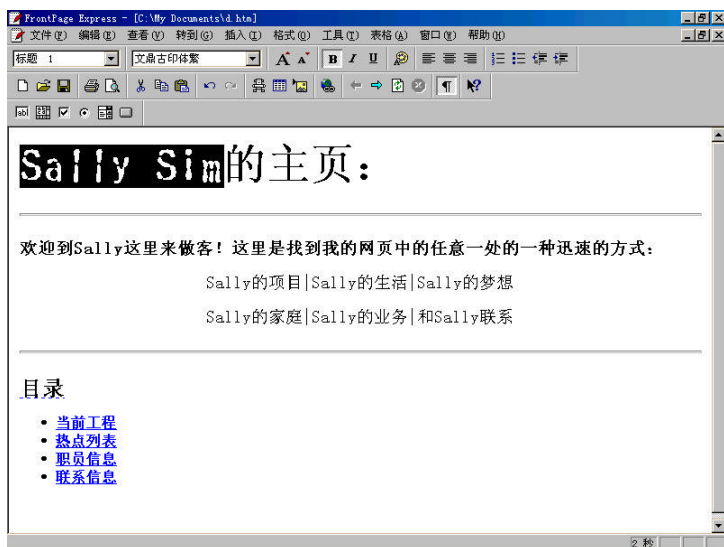 FrontPage Express - [C:\My Documents\d.htm]
文件(F) 编辑(E) 查看(V) 转到(G) 插入(I) 格式(O) 工具(T) 表格(A) 窗口(W) 帮助(H)
标题 1 文鼎古印体繁 A A B I U
Sally Sim的主页：
欢迎到Sally这里来做客！这里是找到我的网页中的任意一处的一种迅速的方式：
Sally的项目|Sally的生活|Sally的梦想
Sally的家庭|Sally的业务|和Sally联系
目录
• 当前工程
• 热点列表
• 职员信息
• 联系信息
2 秒